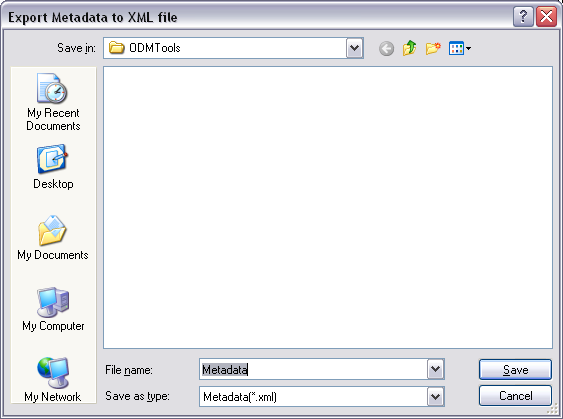 Export Metadata to XML file
Save in:
ODMTools
My Recent
Documents
Desktop
My Documents
My Computer
My Network
File name:
Metadata
Save
Save as type:
Metadata(*.xml)
Cancel